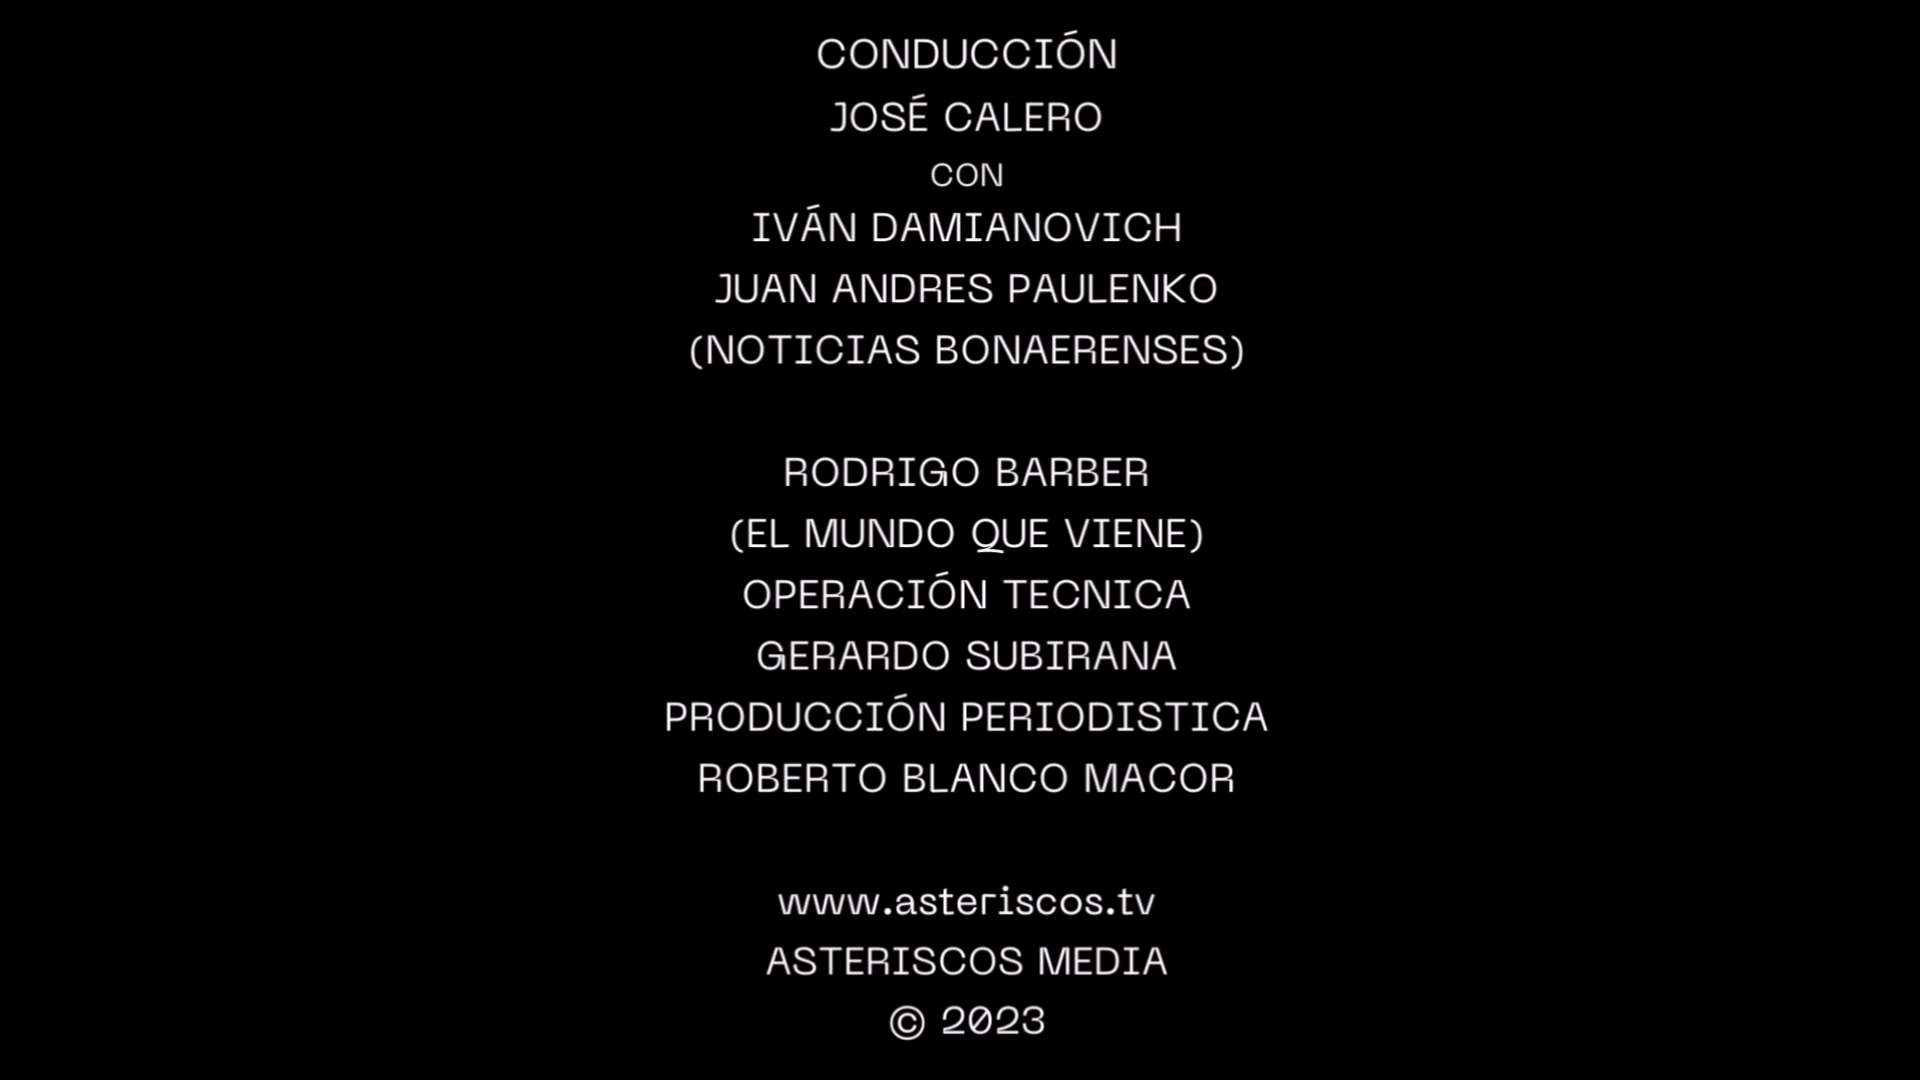 CONDUCCIÓN
JOSÉ CALERO
CON
IVÁN DAMIANOVICH
JUAN ANDRES PAULENKO
(NOTICIAS BONAERENSES)
RODRIGO BARBER
(EL MUNDO QUE VIENE)
OPERACIÓN TECNICA
GERARDO SUBIRANA
PRODUCCIÓN PERIODISTICA
ROBERTO BLANCO MACOR
www.asteriscos.tv
ASTERISCOS MEDIA
© 2023